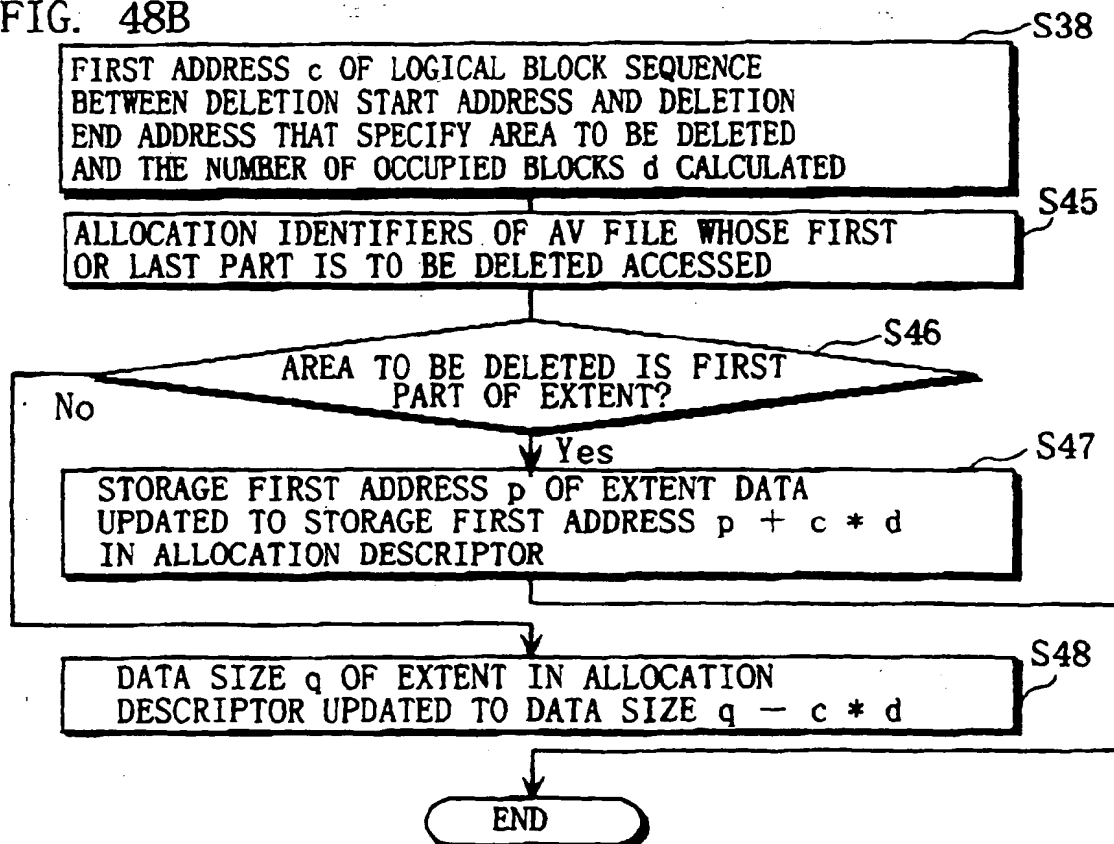 FIG. 48B
S38
FIRST ADDRESS c OF LOGICAL BLOCK SEQUENCE
BETWEEN DELETION START ADDRESS AND DELETION
END ADDRESS THAT SPECIFY AREA TO BE DELETED
AND THE NUMBER OF OCCUPIED BLOCKS d CALCULATED
S45
ALLOCATION IDENTIFIERS OF AV FILE WHOSE FIRST
OR LAST PART IS TO BE DELETED ACCESSED
S46
AREA TO BE DELETED IS FIRST
PART OF EXTENT?
No
Yes
S47
STORAGE FIRST ADDRESS p OF EXTENT DATA
UPDATED TO STORAGE FIRST ADDRESS p + c * d
IN ALLOCATION DESCRIPTOR
S48
DATA SIZE q OF EXTENT IN ALLOCATION
DESCRIPTOR UPDATED TO DATA SIZE q − c * d
END